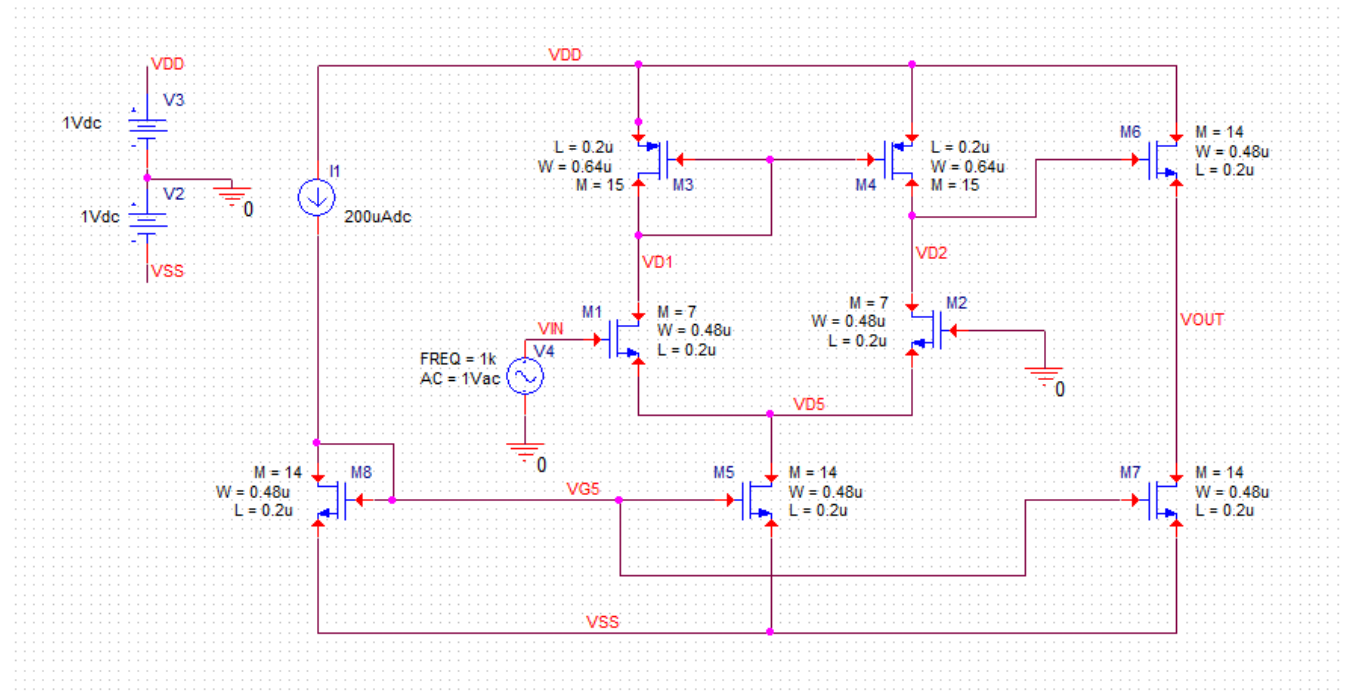 VDD
VDD
V3
1Vdc
V2
1Vdc
0
VSS
I1
200uAdc
L = 0.2u
W = 0.64u
M = 15
M3
L = 0.2u
W = 0.64u
M4
M = 15
M6
M = 14
W = 0.48u
L = 0.2u
VD1
VD2
M1
M = 7
W = 0.48u
L = 0.2u
VIN
V4
FREQ = 1k
AC = 1Vac
0
M = 7
M2
W = 0.48u
L = 0.2u
0
VOUT
VD5
M = 14
M8
W = 0.48u
L = 0.2u
VG5
M5
M = 14
W = 0.48u
L = 0.2u
M7
M = 14
W = 0.48u
L = 0.2u
VSS